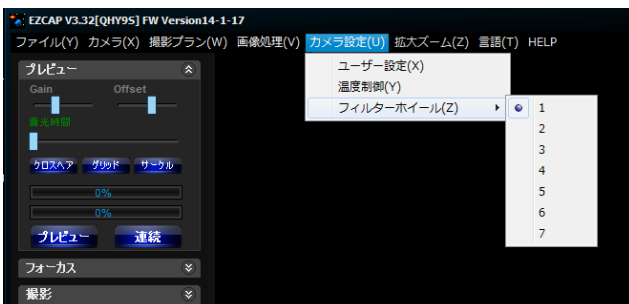 EZCAP V3.32[QHY9S] FW Version14-1-17
ファイル(Y) カメラ(X) 撮影プラン(W) 画像処理(V) カメラ設定(U) 拡大ズーム(Z) 言語(T) HELP
プレビュー
Gain Offset
露光時間
クロスヘア グリッド サークル
0%
0%
プレビュー 連続
フォーカス
撮影
ユーザー設定(X)
温度制御(Y)
フィルターホイール(Z)
1
2
3
4
5
6
7